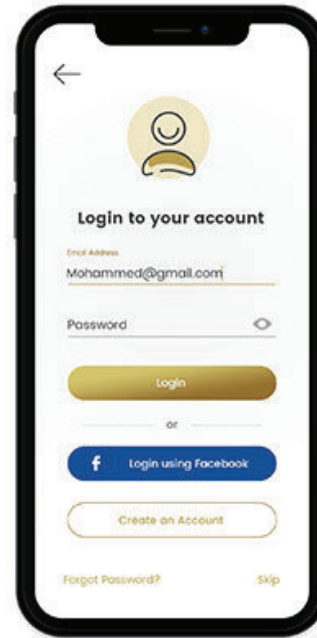 Login to your account
Email Address
Mohammed@gmail.com
Password
Login
or
f Login using Facebook
Create an Account
Forgot Password? Skip